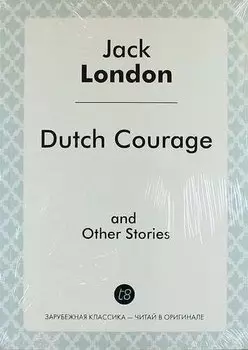 Jack
London
Dutch Courage
and
Other Stories
t8
ЗАРУБЕЖНАЯ КЛАССИКА — ЧИТАЙ В ОРИГИНАЛЕ